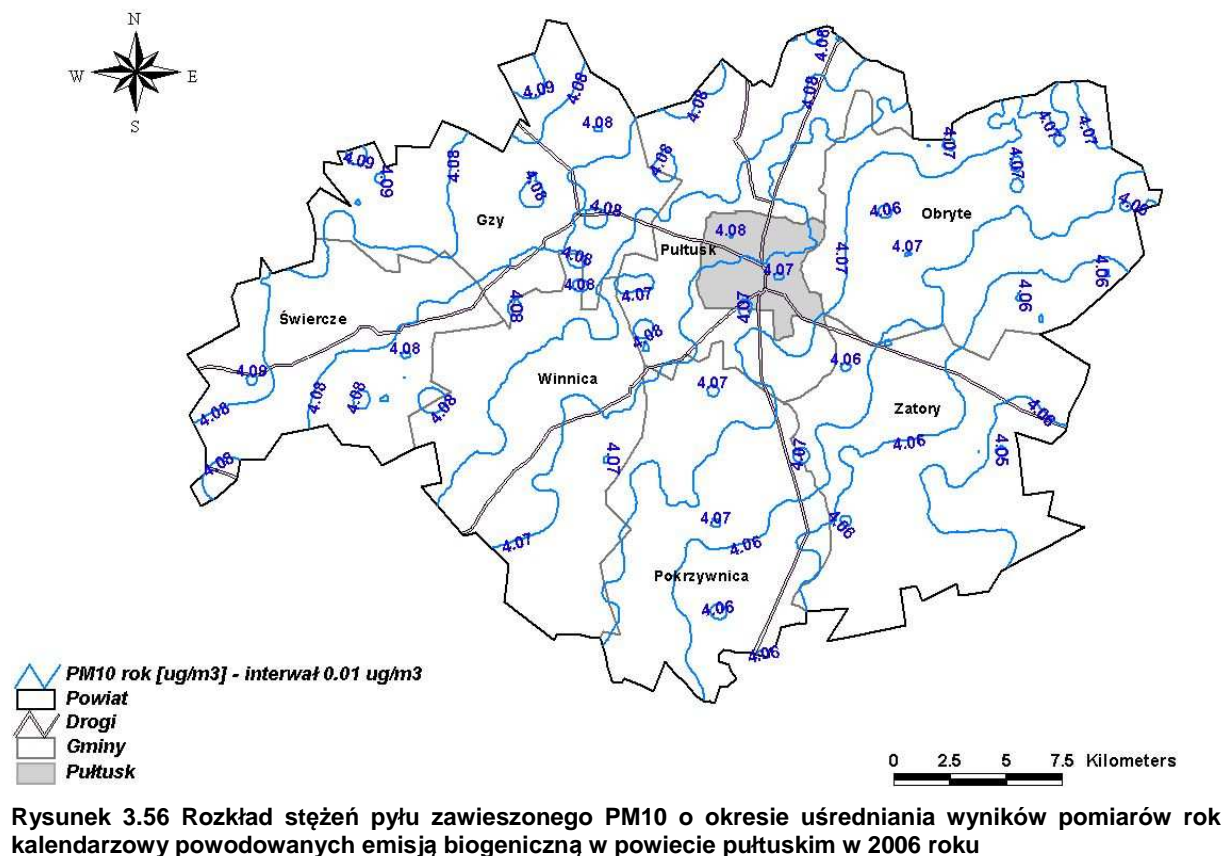 N
W E
S
4.08
4.09
4.08
4.08
4.08
4.08
4.07
4.07
4.07
4.08
4.09
4.08
4.08
4.07
4.09
4.08
4.06
4.06
Gzy
4.08
Obryte
4.08
Pułtusk
4.07
4.07
4.08
4.07
4.06
4.08
4.07
4.06
4.08
4.07
Świercze
4.08
4.08
4.06
4.09
Winnica
4.07
4.08
4.08
4.08
4.08
Zatory
4.06
4.06
4.05
4.08
4.07
4.07
4.07
4.06
4.07
4.06
Pokrzywnica
4.06
4.06
PM10 rok [ug/m3] - interwał 0.01 ug/m3
Powiat
Drogi
Gminy
Pułtusk
0 2.5 5 7.5 Kilometers
Rysunek 3.56 Rozkład stężeń pyłu zawieszonego PM10 o okresie uśredniania wyników pomiarów rok
kalendarzowy powodowanych emisją biogeniczną w powiecie pułtuskim w 2006 roku